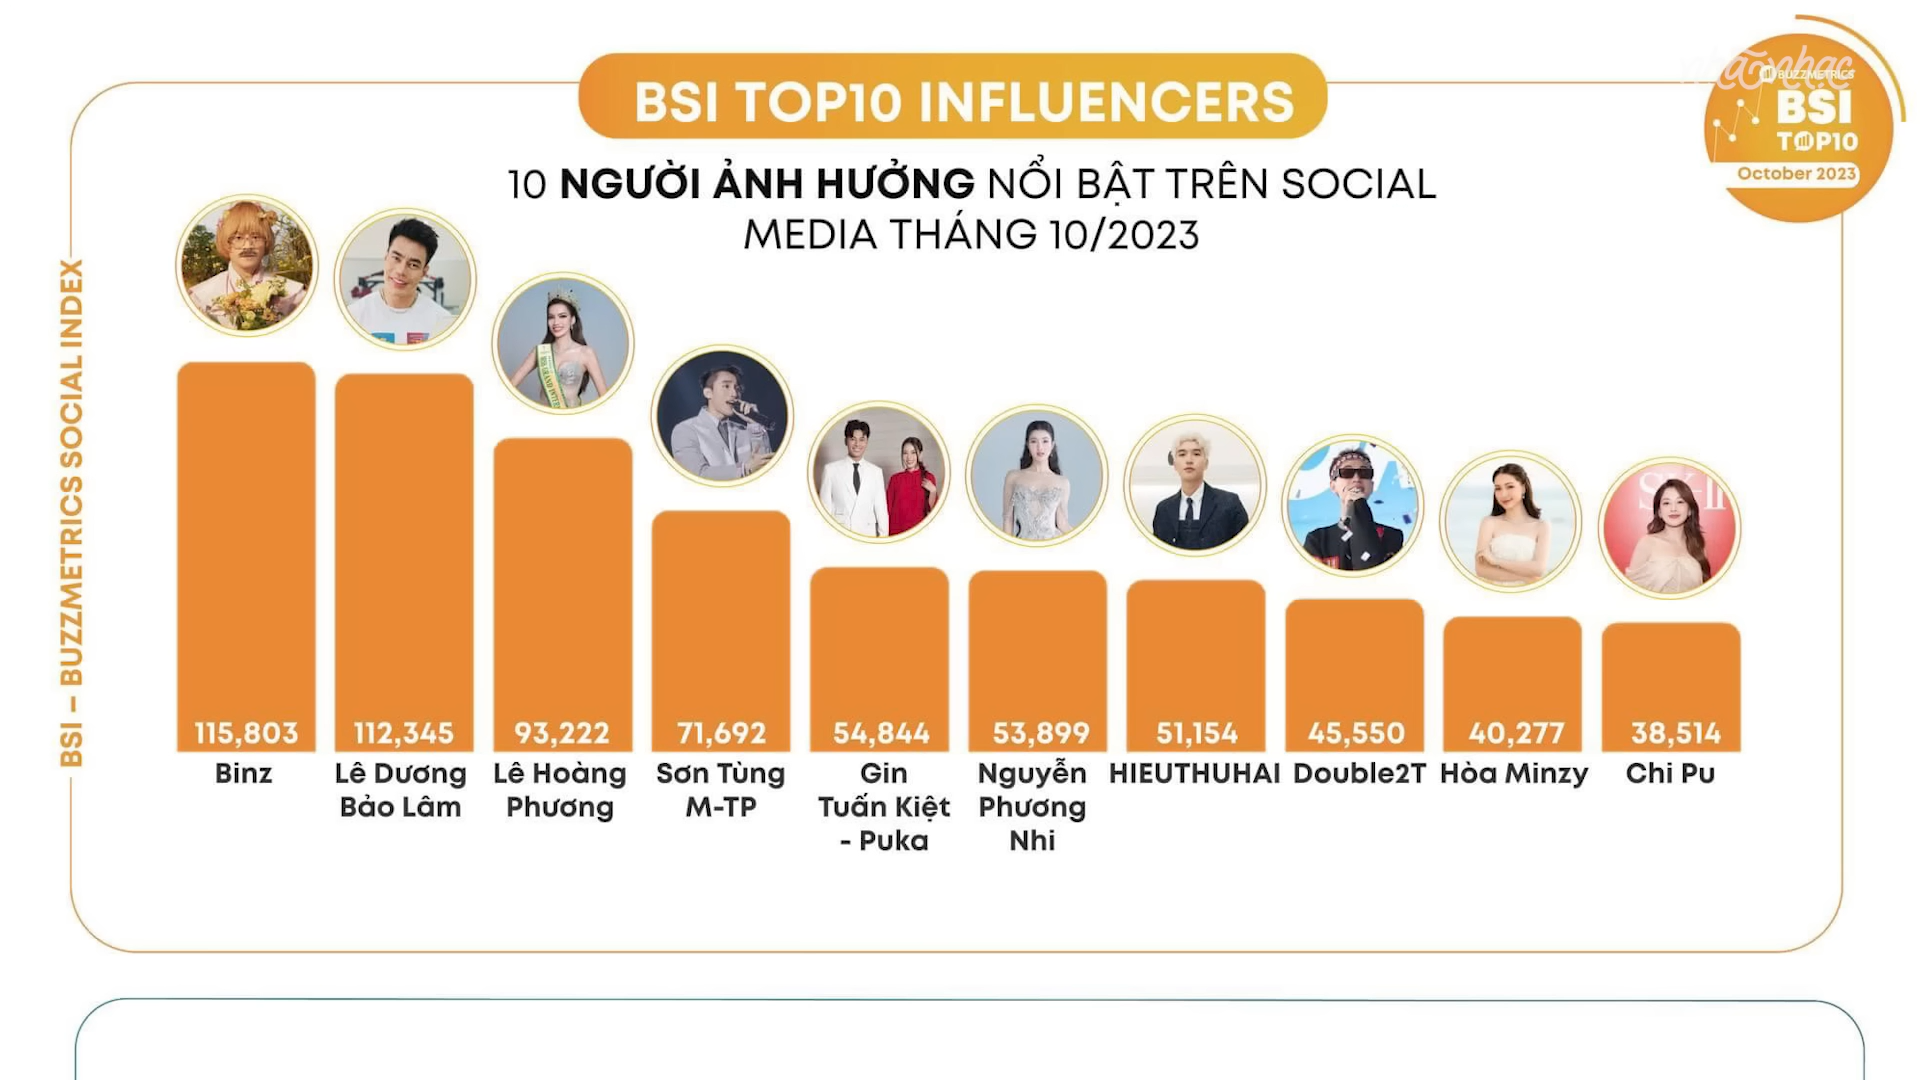 BSI TOP10 INFLUENCERS
10 NGƯỜI ẢNH HƯỞNG NỔI BẬT TRÊN SOCIAL
MEDIA THÁNG 10/2023
nhã nhạc
BUZZMETRICS
BSI
TOP10
October 2023
BSI – BUZZMETRICS SOCIAL INDEX
115,803
112,345
93,222
71,692
54,844
53,899
51,154
45,550
40,277
38,514
Binz
Lê Dương
Bảo Lâm
Lê Hoàng
Phương
Sơn Tùng
M-TP
Gin
Tuấn Kiệt
- Puka
Nguyễn
Phương
Nhi
HIEUTHUHAI
Double2T
Hòa Minzy
Chi Pu